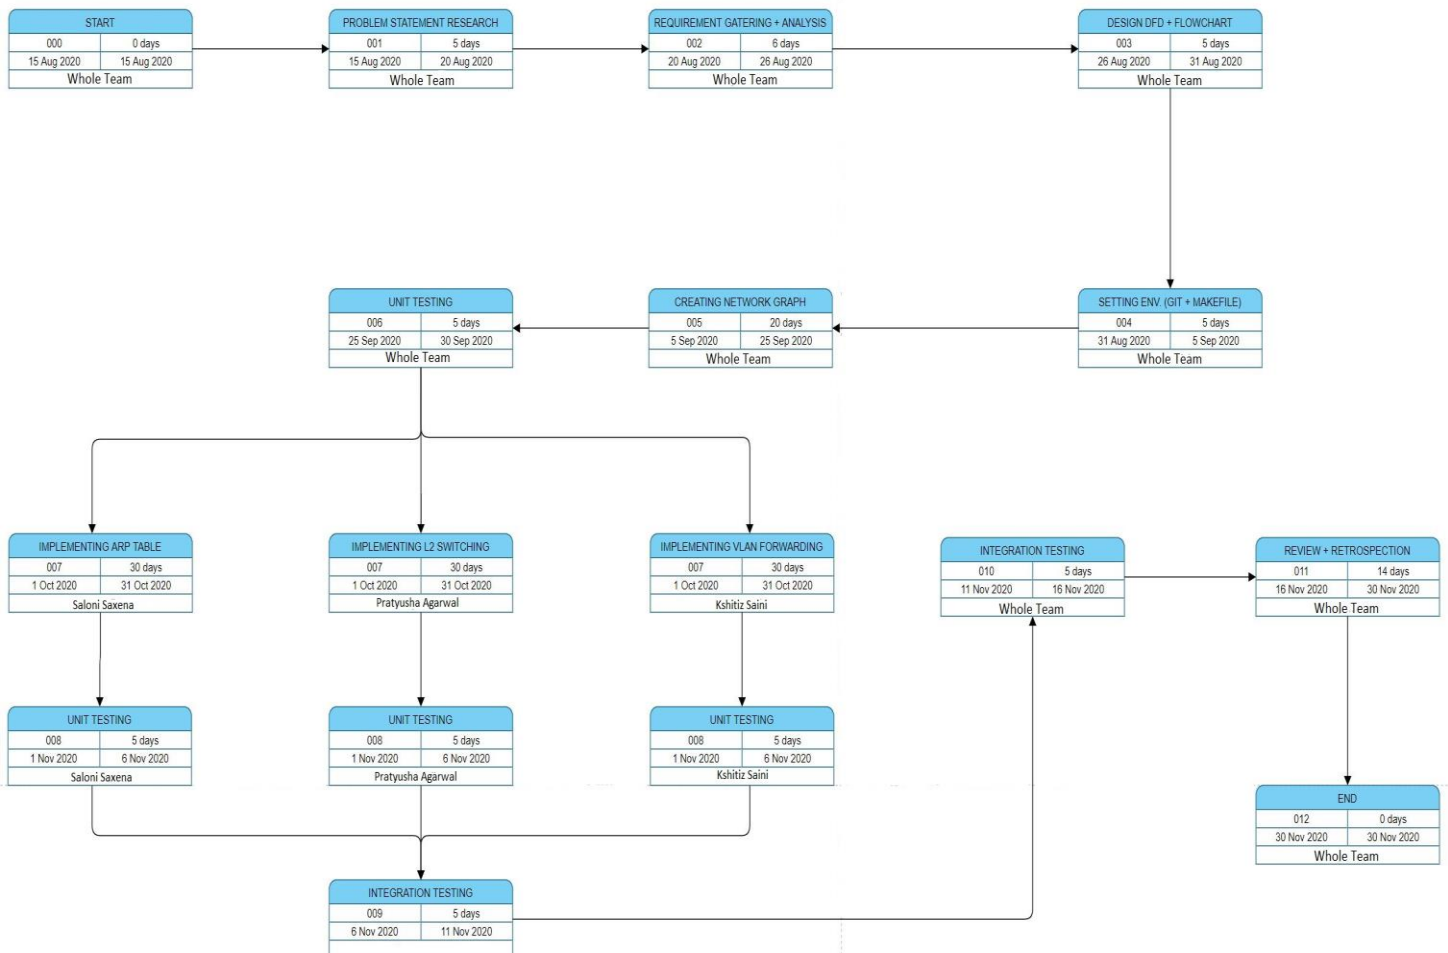 START
000 0 days
15 Aug 2020 15 Aug 2020
Whole Team
PROBLEM STATEMENT RESEARCH
001 5 days
15 Aug 2020 20 Aug 2020
Whole Team
REQUIREMENT GATERING + ANALYSIS
002 6 days
20 Aug 2020 26 Aug 2020
Whole Team
DESIGN DFD + FLOWCHART
003 5 days
26 Aug 2020 31 Aug 2020
Whole Team
SETTING ENV. (GIT + MAKEFILE)
004 5 days
31 Aug 2020 5 Sep 2020
Whole Team
CREATING NETWORK GRAPH
005 20 days
5 Sep 2020 25 Sep 2020
Whole Team
UNIT TESTING
006 5 days
25 Sep 2020 30 Sep 2020
Whole Team
IMPLEMENTING ARP TABLE
007 30 days
1 Oct 2020 31 Oct 2020
Saloni Saxena
IMPLEMENTING L2 SWITCHING
007 30 days
1 Oct 2020 31 Oct 2020
Pratyusha Agarwal
IMPLEMENTING VLAN FORWARDING
007 30 days
1 Oct 2020 31 Oct 2020
Kshitiz Saini
UNIT TESTING
008 5 days
1 Nov 2020 6 Nov 2020
Saloni Saxena
UNIT TESTING
008 5 days
1 Nov 2020 6 Nov 2020
Pratyusha Agarwal
UNIT TESTING
008 5 days
1 Nov 2020 6 Nov 2020
Kshitiz Saini
INTEGRATION TESTING
009 5 days
6 Nov 2020 11 Nov 2020
INTEGRATION TESTING
010 5 days
11 Nov 2020 16 Nov 2020
Whole Team
REVIEW + RETROSPECTION
011 14 days
16 Nov 2020 30 Nov 2020
Whole Team
END
012 0 days
30 Nov 2020 30 Nov 2020
Whole Team